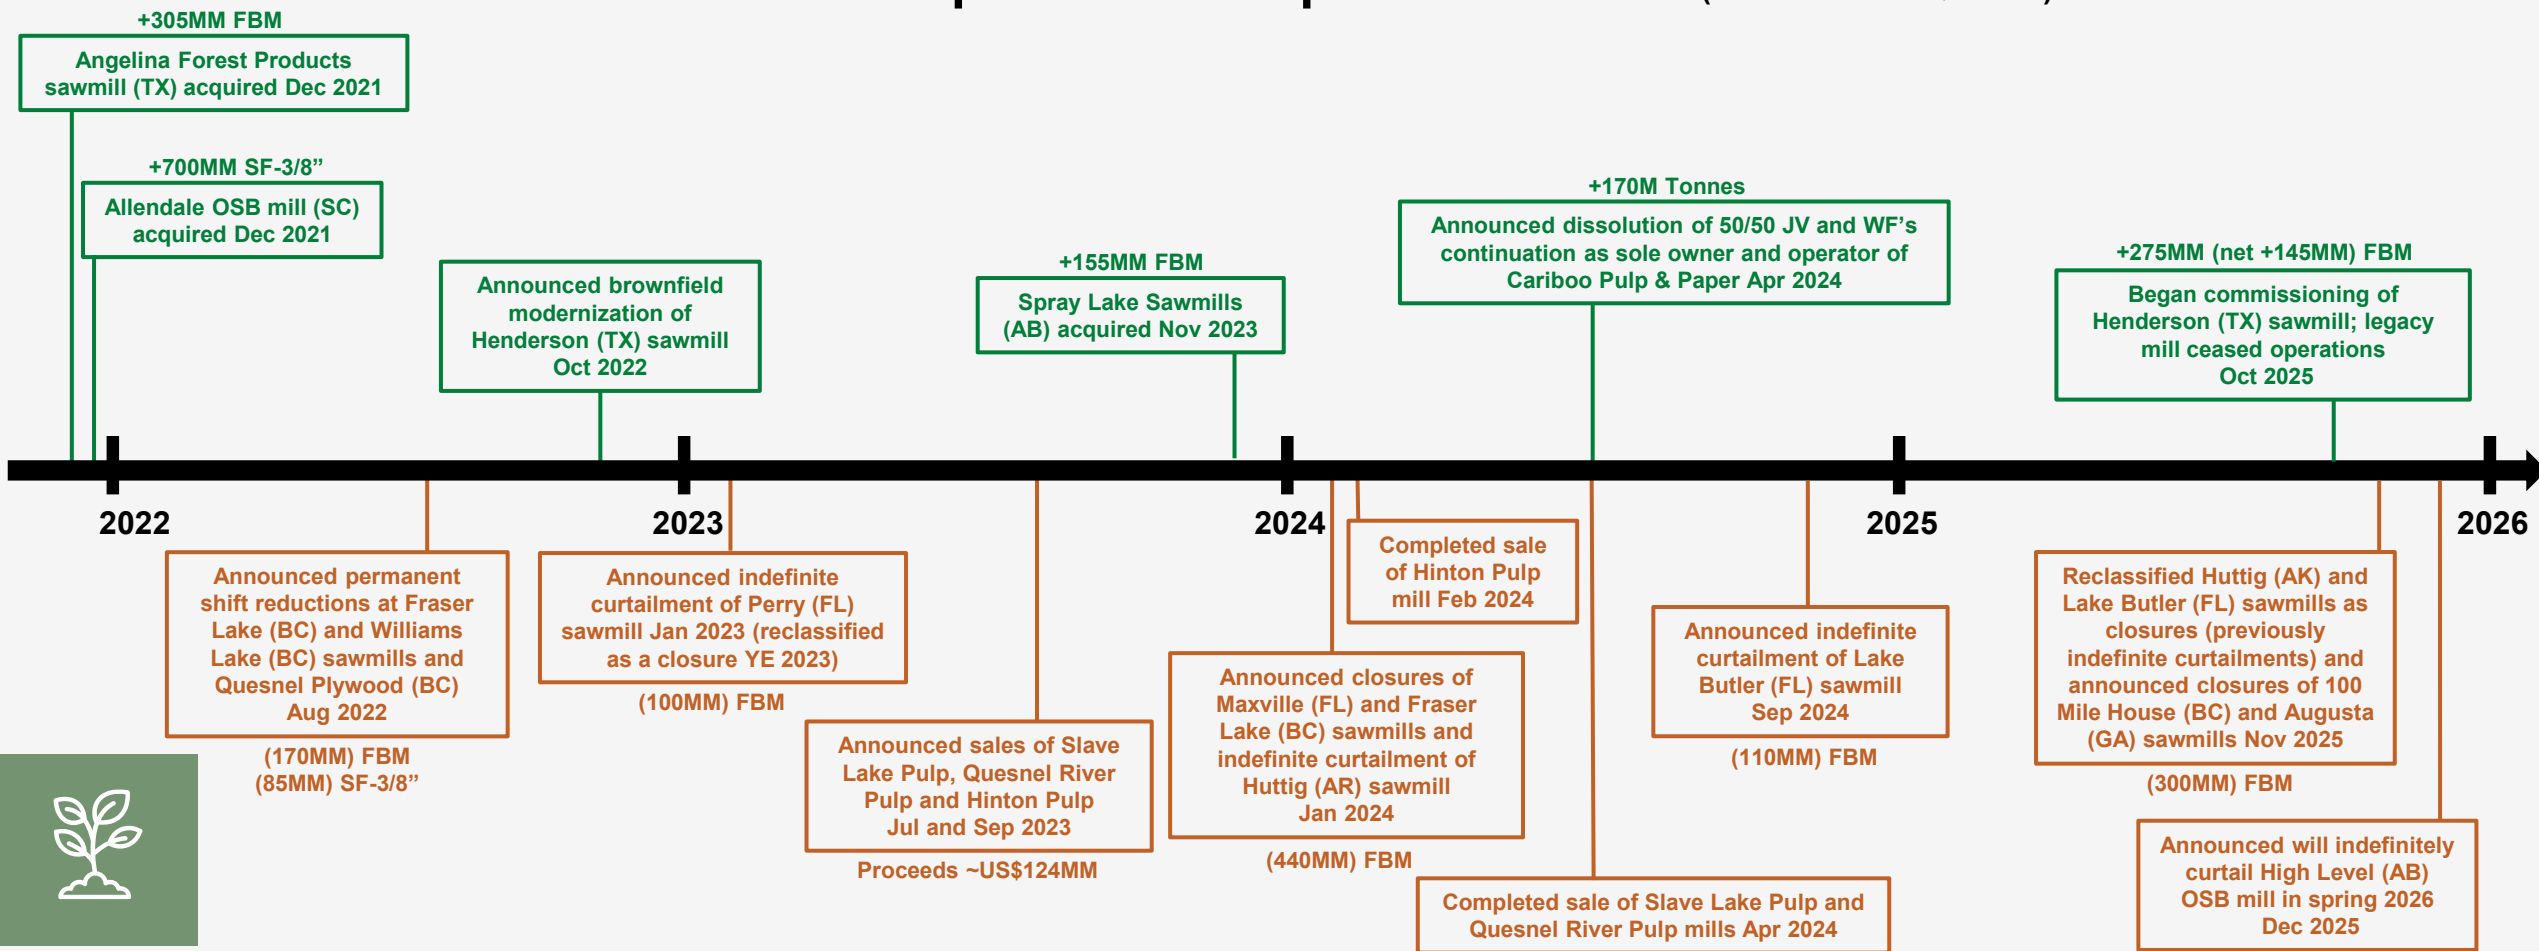 +305MM FBM
Angelina Forest Products
sawmill (TX) acquired Dec 2021
+700MM SF-3/8”
Allendale OSB mill (SC)
acquired Dec 2021
Announced brownfield
modernization of
Henderson (TX) sawmill
Oct 2022
+155MM FBM
Spray Lake Sawmills
(AB) acquired Nov 2023
+170M Tonnes
Announced dissolution of 50/50 JV and WF’s
continuation as sole owner and operator of
Cariboo Pulp & Paper Apr 2024
+275MM (net +145MM) FBM
Began commissioning of
Henderson (TX) sawmill; legacy
mill ceased operations
Oct 2025
2022
2023
2024
2025
2026
Announced permanent
shift reductions at Fraser
Lake (BC) and Williams
Lake (BC) sawmills and
Quesnel Plywood (BC)
Aug 2022
(170MM) FBM
(85MM) SF-3/8”
Announced indefinite
curtailment of Perry (FL)
sawmill Jan 2023 (reclassified
as a closure YE 2023)
(100MM) FBM
Announced sales of Slave
Lake Pulp, Quesnel River
Pulp and Hinton Pulp
Jul and Sep 2023
Proceeds ~US$124MM
Announced closures of
Maxville (FL) and Fraser
Lake (BC) sawmills and
indefinite curtailment of
Huttig (AR) sawmill
Jan 2024
(440MM) FBM
Completed sale
of Hinton Pulp
mill Feb 2024
Completed sale of Slave Lake Pulp and
Quesnel River Pulp mills Apr 2024
Announced indefinite
curtailment of Lake
Butler (FL) sawmill
Sep 2024
(110MM) FBM
Reclassified Huttig (AK) and
Lake Butler (FL) sawmills as
closures (previously
indefinite curtailments) and
announced closures of 100
Mile House (BC) and Augusta
(GA) sawmills Nov 2025
(300MM) FBM
Announced will indefinitely
curtail High Level (AB)
OSB mill in spring 2026
Dec 2025